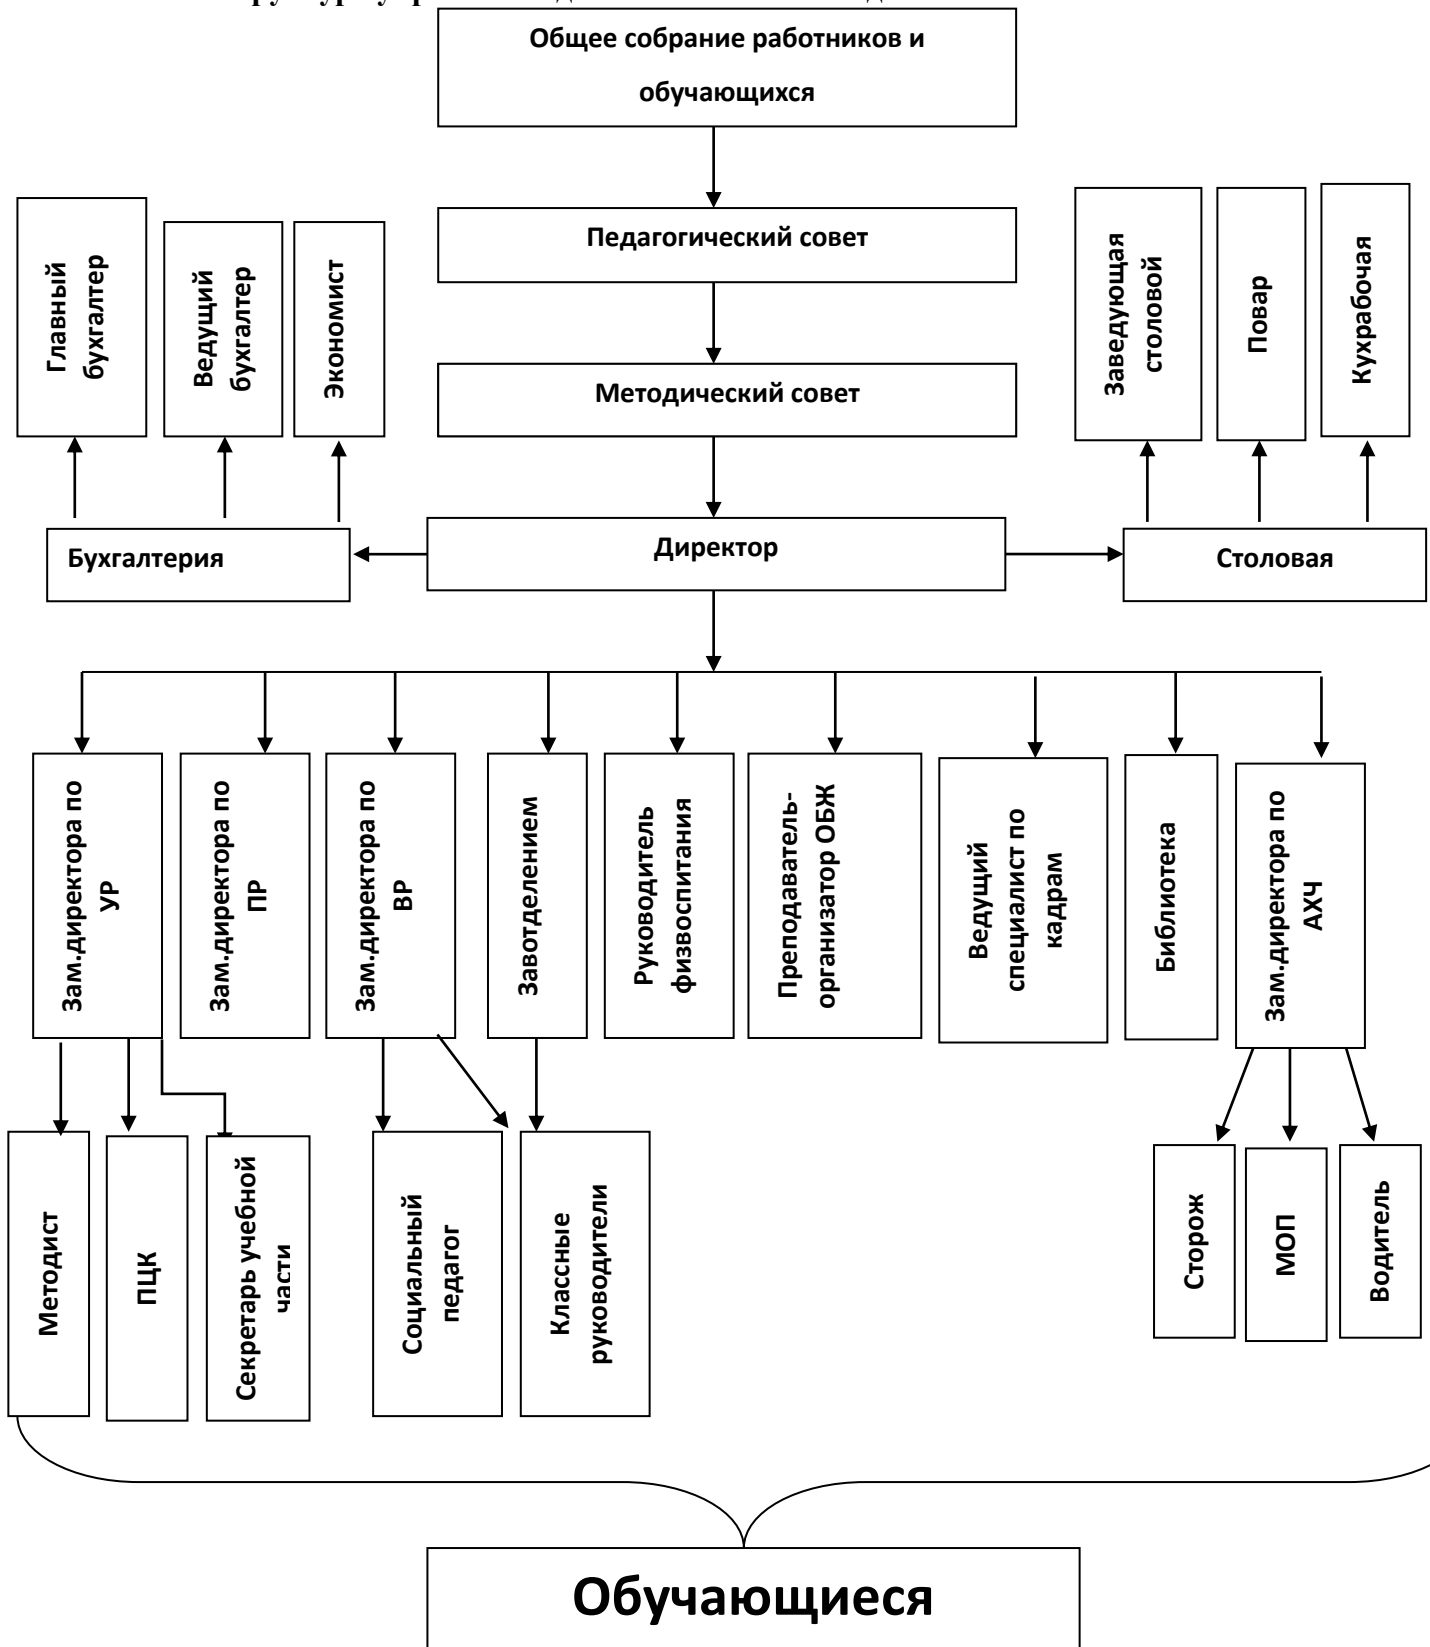 Общее собрание работников и
обучающихся
Педагогический совет
Методический совет
Главный
бухгалтер
Ведущий
бухгалтер
Экономист
Заведующая
столовой
Повар
Кухрабочая
Бухгалтерия
Директор
Столовая
Зам.директора по
УР
Зам.директора по
ПР
Зам.директора по
ВР
Завотделением
Руководитель
физвоспитания
Преподаватель-
организатор ОБЖ
Ведущий
специалист по
кадрам
Библиотека
Зам.директора по
АХЧ
Методист
ПЦК
Секретарь учебной
части
Социальный
педагог
Классные
руководители
Сторож
МОП
Водитель
Обучающиеся